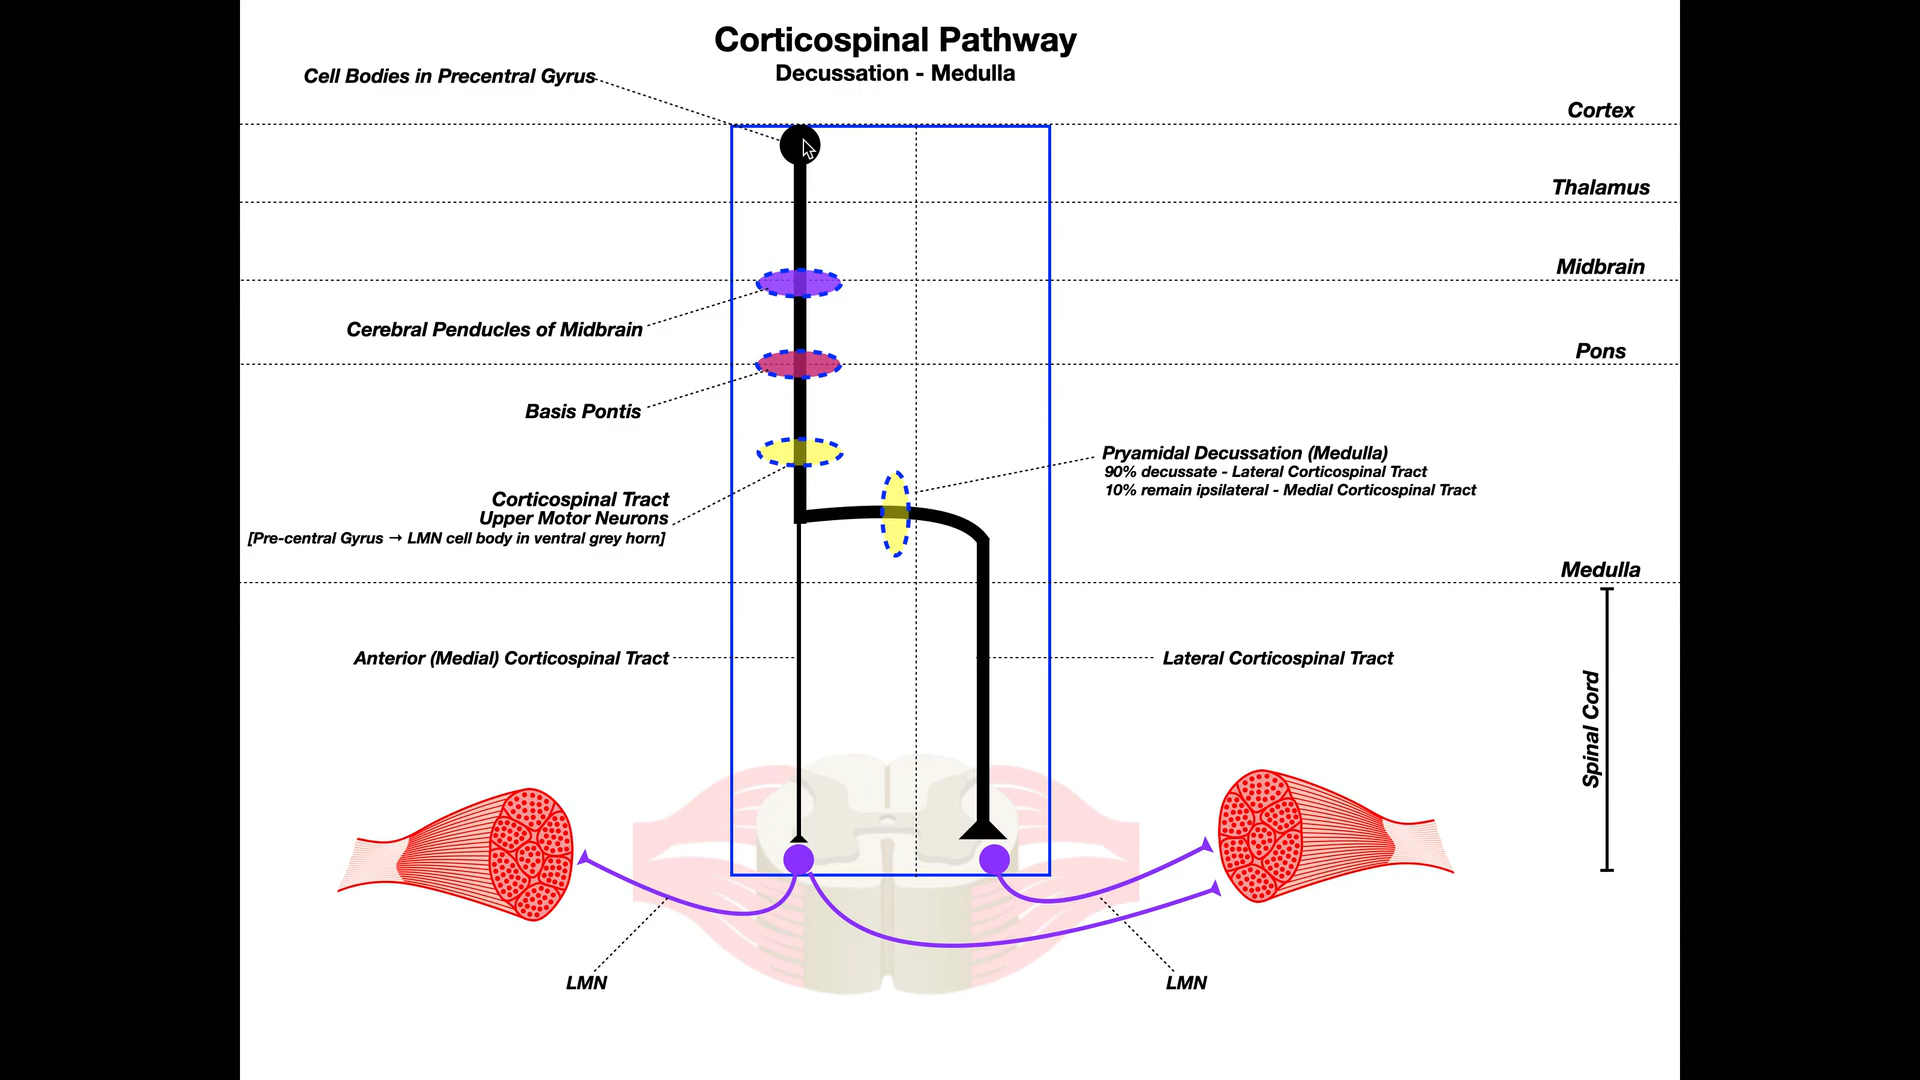 Corticospinal Pathway
Decussation - Medulla
Cell Bodies in Precentral Gyrus
Cortex
Thalamus
Midbrain
Cerebral Penducles of Midbrain
Pons
Basis Pontis
Pryamidal Decussation (Medulla)
90% decussate - Lateral Corticospinal Tract
10% remain ipsilateral - Medial Corticospinal Tract
Corticospinal Tract
Upper Motor Neurons
[Pre-central Gyrus → LMN cell body in ventral grey horn]
Medulla
Anterior (Medial) Corticospinal Tract
Lateral Corticospinal Tract
Spinal Cord
LMN
LMN